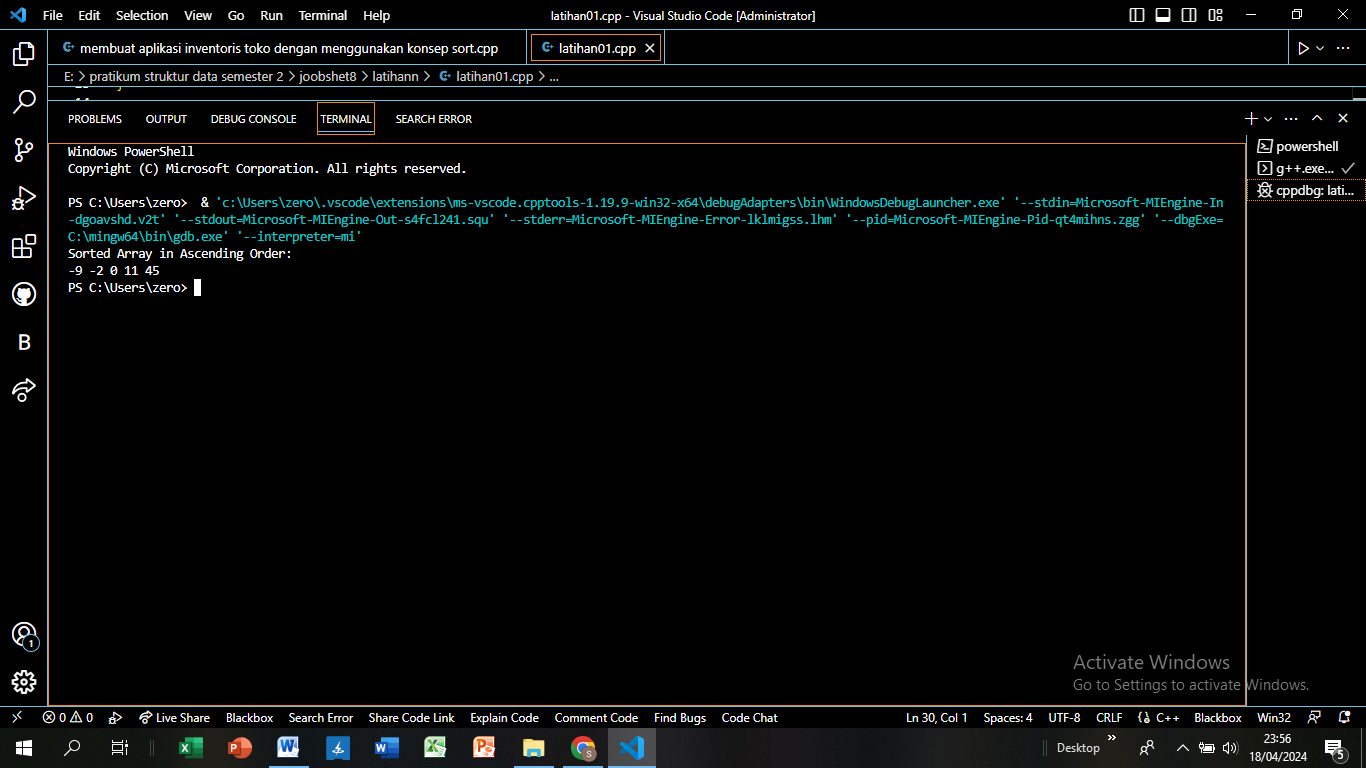 File Edit Selection View Go Run Terminal Help latihan01.cpp - Visual Studio Code [Administrator]
membuat aplikasi inventoris toko dengan menggunakan konsep sort.cpp latihan01.cpp
E: > pratikum struktur data semester 2 > joobshet8 > latihann > latihan01.cpp > ...
PROBLEMS OUTPUT DEBUG CONSOLE TERMINAL SEARCH ERROR
Windows PowerShell
Copyright (C) Microsoft Corporation. All rights reserved.
PS C:\Users\zero>  & 'c:\Users\zero\.vscode\extensions\ms-vscode.cpptools-1.19.9-win32-x64\debugAdapters\bin\WindowsDebugLauncher.exe' '--stdin=Microsoft-MIEngine-In
-dgoavshd.v2t' '--stdout=Microsoft-MIEngine-Out-s4fcl241.squ' '--stderr=Microsoft-MIEngine-Error-lklmigss.lhm' '--pid=Microsoft-MIEngine-Pid-qt4mihns.zgg' '--dbgExe=
C:\mingw64\bin\gdb.exe' '--interpreter=mi'
Sorted Array in Ascending Order:
-9 -2 0 11 45
PS C:\Users\zero>
powershell
g++.exe...
cppdbg: lati...
B
1
Activate Windows
Go to Settings to activate Windows.
0 0 Live Share Blackbox Search Error Share Code Link Explain Code Comment Code Find Bugs Code Chat Ln 30, Col 1 Spaces: 4 UTF-8 CRLF C++ Blackbox Win32
Desktop
23:56
18/04/2024
5